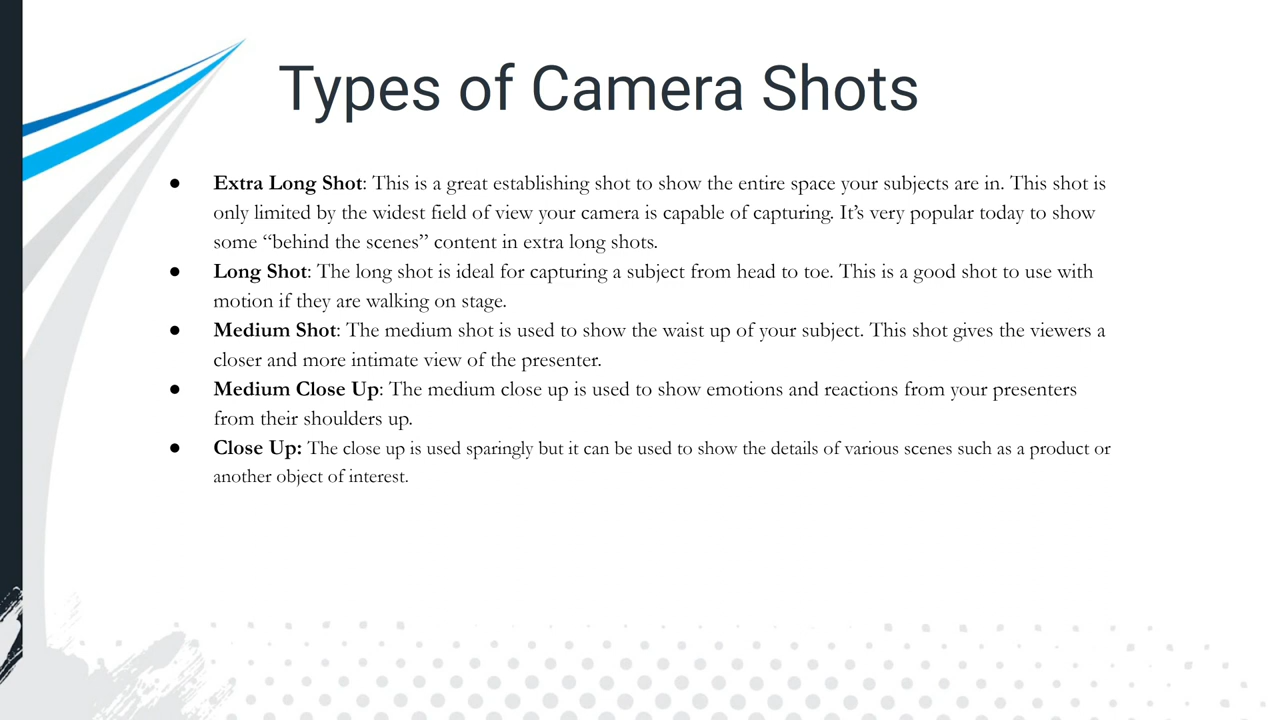 Types of Camera Shots
● Extra Long Shot: This is a great establishing shot to show the entire space your subjects are in. This shot is
only limited by the widest field of view your camera is capable of capturing. It’s very popular today to show
some “behind the scenes” content in extra long shots.
● Long Shot: The long shot is ideal for capturing a subject from head to toe. This is a good shot to use with
motion if they are walking on stage.
● Medium Shot: The medium shot is used to show the waist up of your subject. This shot gives the viewers a
closer and more intimate view of the presenter.
● Medium Close Up: The medium close up is used to show emotions and reactions from your presenters
from their shoulders up.
● Close Up: The close up is used sparingly but it can be used to show the details of various scenes such as a product or
another object of interest.